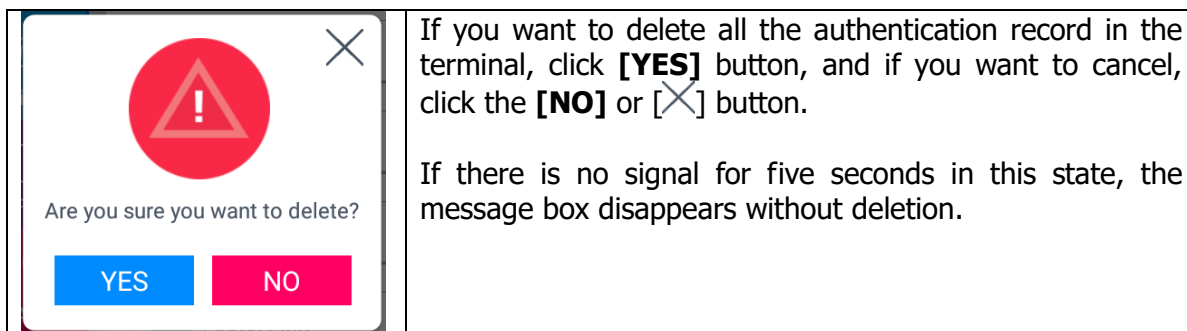 !
Are you sure you want to delete?
YES NO
If you want to delete all the authentication record in the
terminal, click [YES] button, and if you want to cancel,
click the [NO] or [╳] button.
If there is no signal for five seconds in this state, the
message box disappears without deletion.